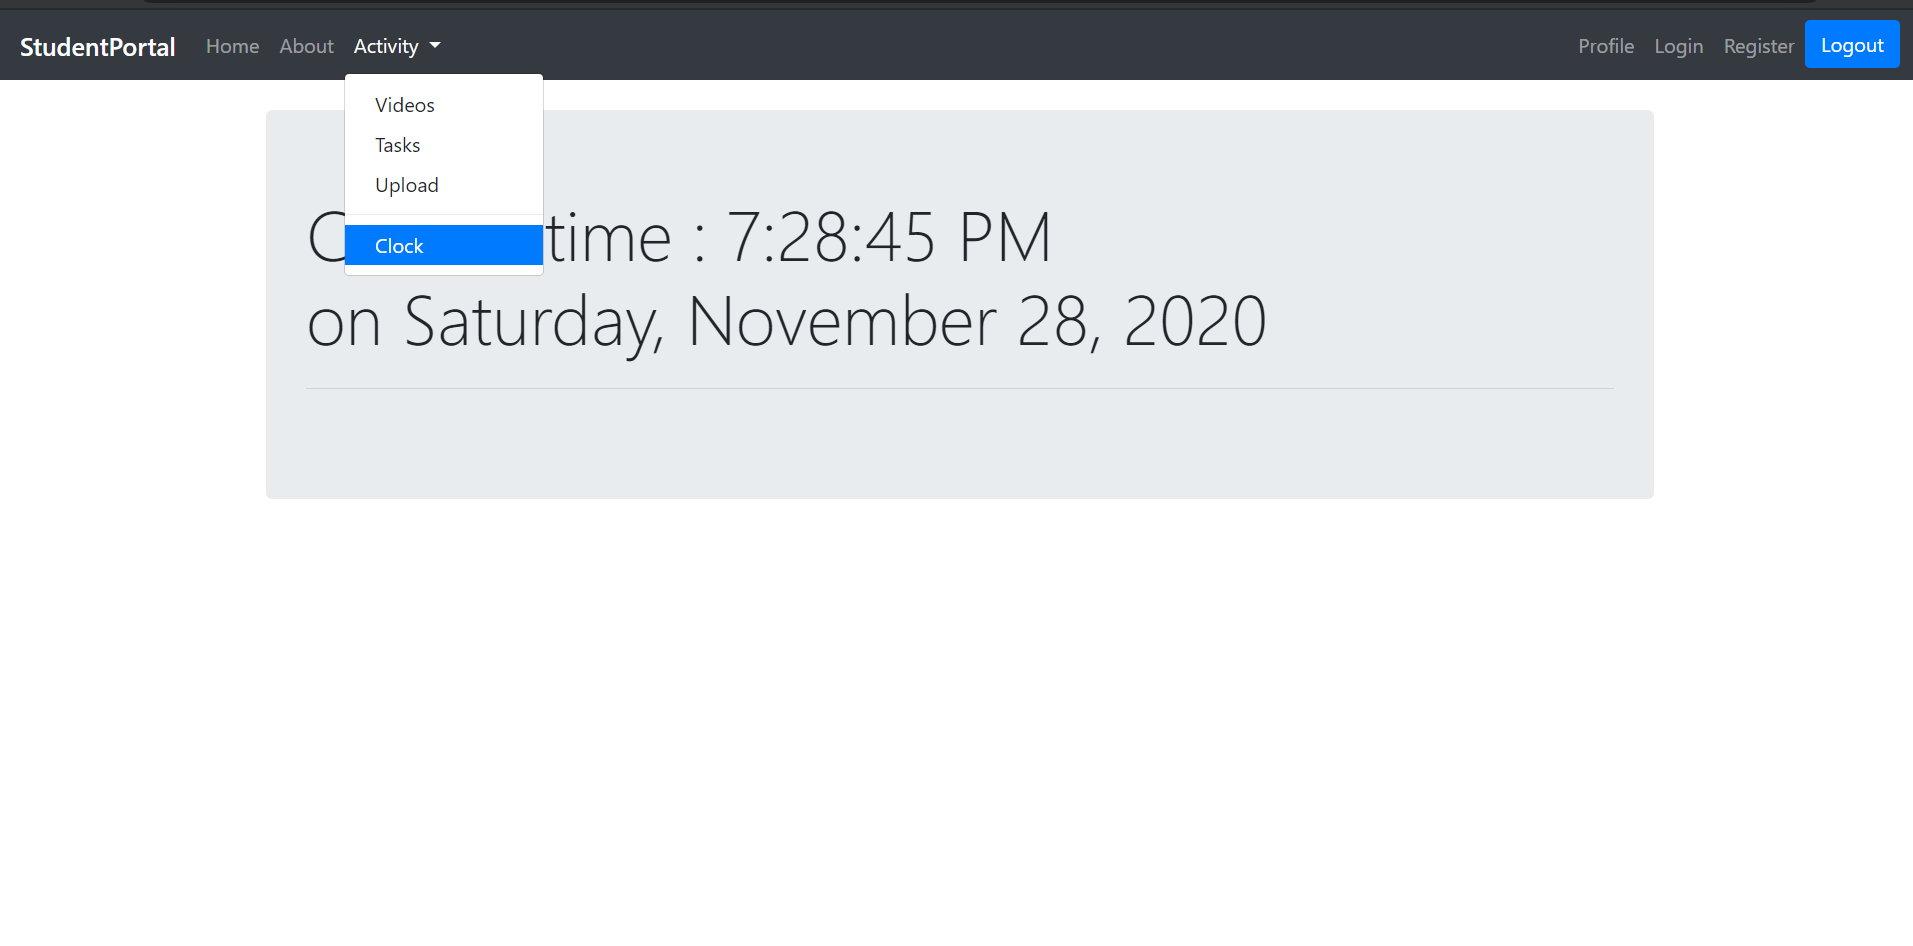 StudentPortal Home About Activity Profile Login Register Logout
Videos
Tasks
Upload
Clock
time : 7:28:45 PM
on Saturday, November 28, 2020